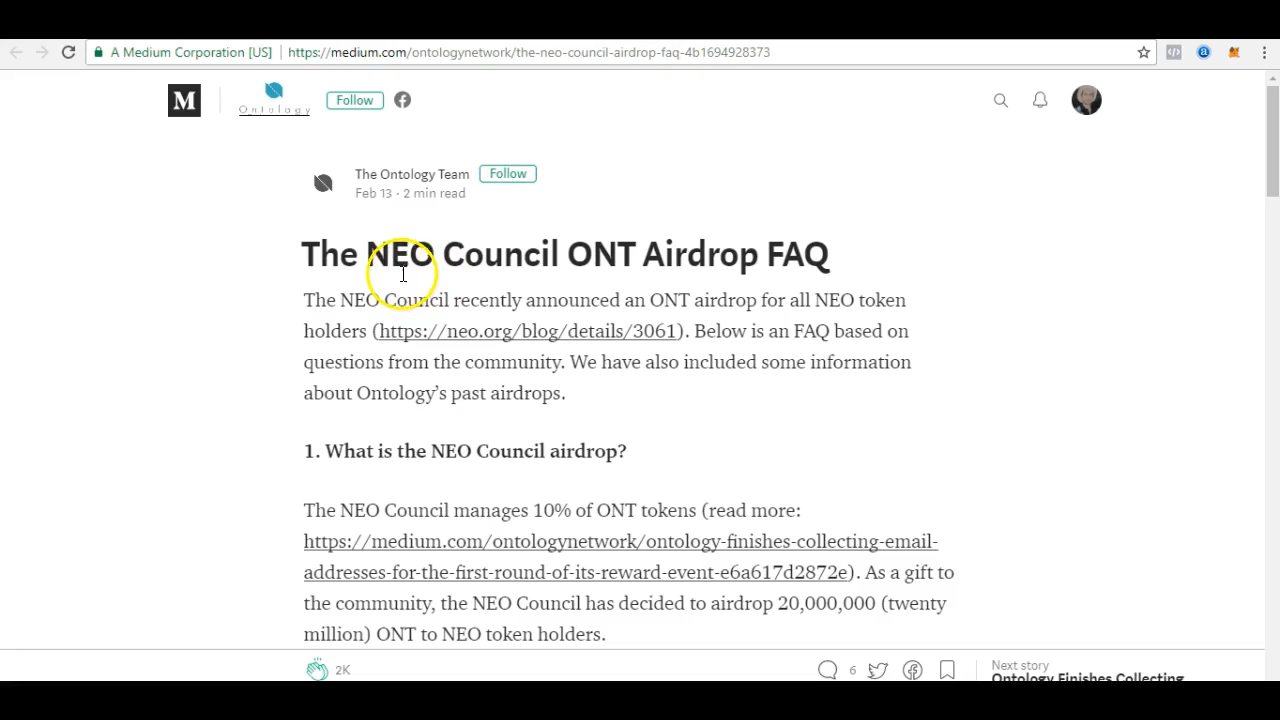 A Medium Corporation [US]
https://medium.com/ontologynetwork/the-neo-council-airdrop-faq-4b1694928373
M
Ontology
Follow
The Ontology Team
Follow
Feb 13 · 2 min read
The NEO Council ONT Airdrop FAQ
The NEO Council recently announced an ONT airdrop for all NEO token
holders (https://neo.org/blog/details/3061). Below is an FAQ based on
questions from the community. We have also included some information
about Ontology’s past airdrops.
1. What is the NEO Council airdrop?
The NEO Council manages 10% of ONT tokens (read more:
https://medium.com/ontologynetwork/ontology-finishes-collecting-email-
addresses-for-the-first-round-of-its-reward-event-e6a617d2872e). As a gift to
the community, the NEO Council has decided to airdrop 20,000,000 (twenty
million) ONT to NEO token holders.
2K
6
Next story
Ontology Finishes Collecting